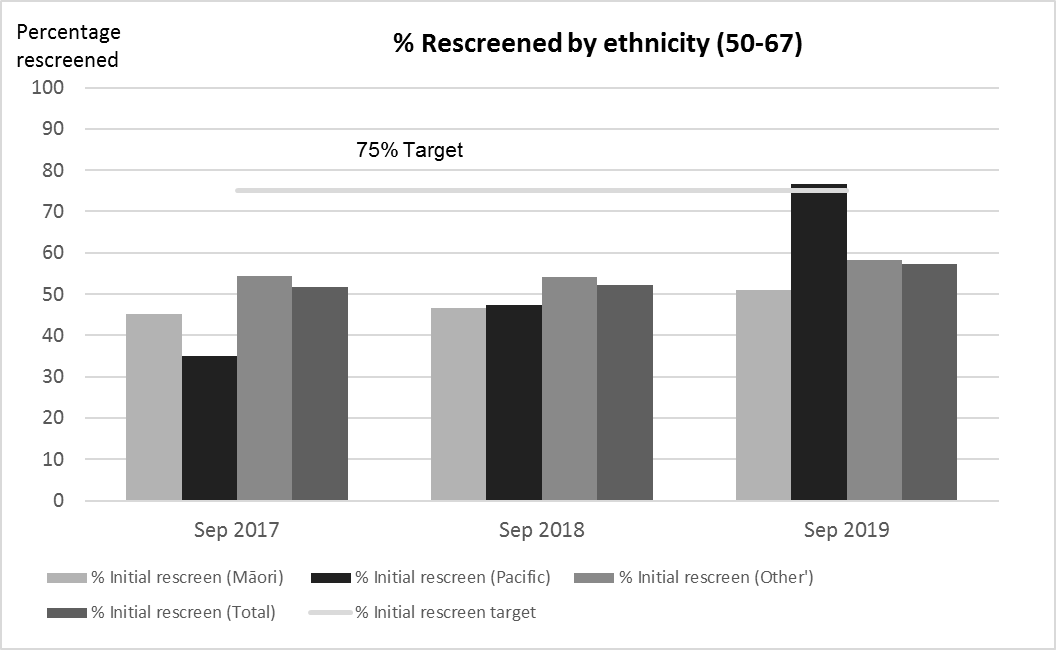 Percentage
rescreened
% Rescreened by ethnicity (50-67)
100
90
75% Target
80
70
60
50
40
30
20
10
0
Sep 2017
Sep 2018
Sep 2019
% Initial rescreen (Māori)
% Initial rescreen (Pacific)
% Initial rescreen (Other')
% Initial rescreen (Total)
% Initial rescreen target